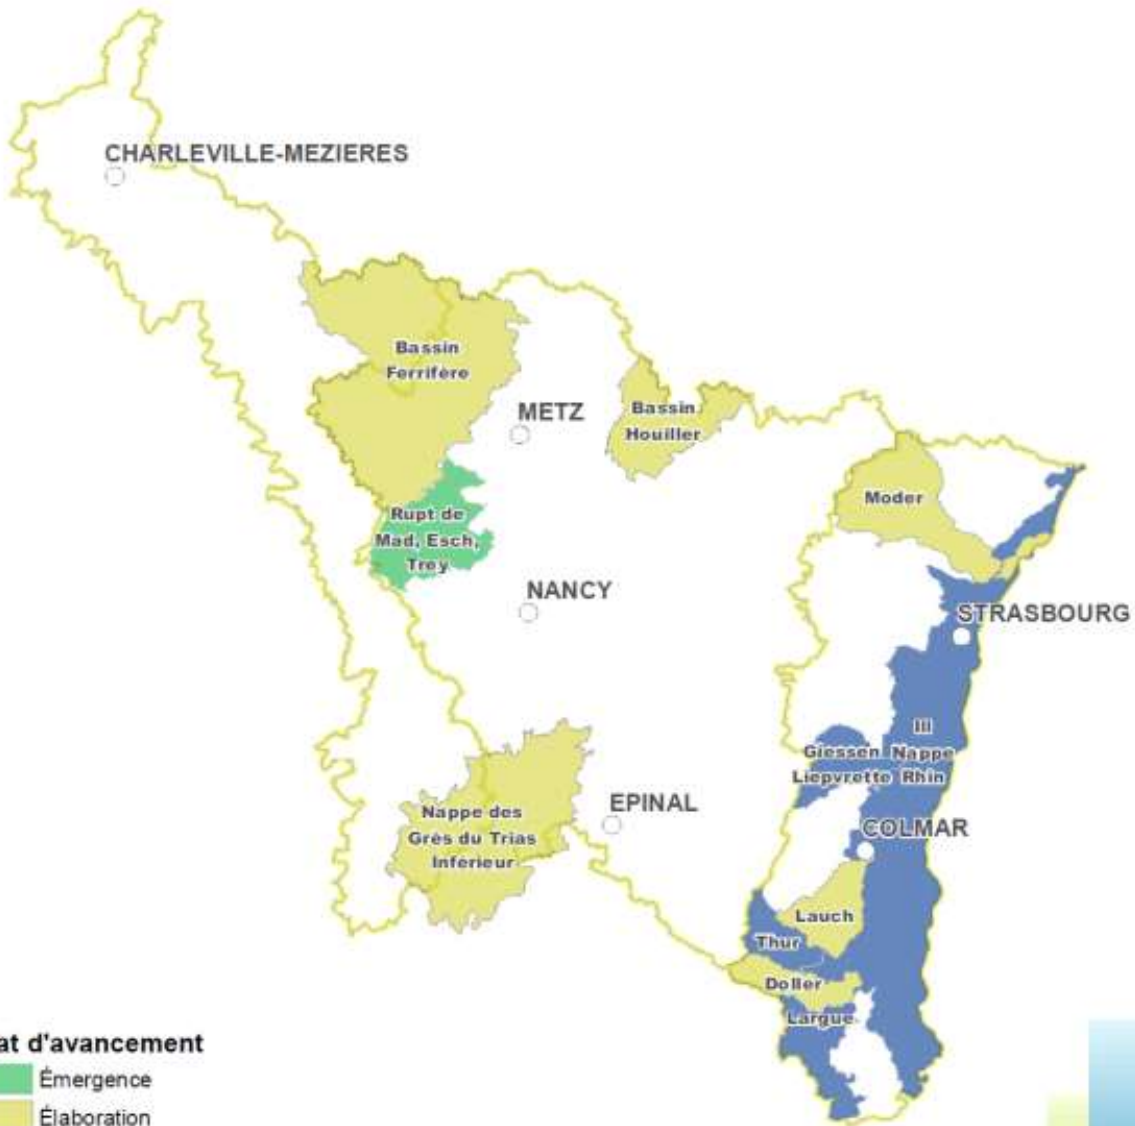 CHARLEVILLE-MEZIERES
Bassin
Ferrifère
METZ
Bassin
Houiller
Moder
Rupt de
Mad, Esch,
Trey
NANCY
STRASBOURG
Ill
Nappe
Rhin
Giessen
Liepvrette
Nappe des
Grès du Trias
Inférieur
EPINAL
COLMAR
Lauch
Thur
Doller
Largue
at d'avancement
Émergence
Élaboration